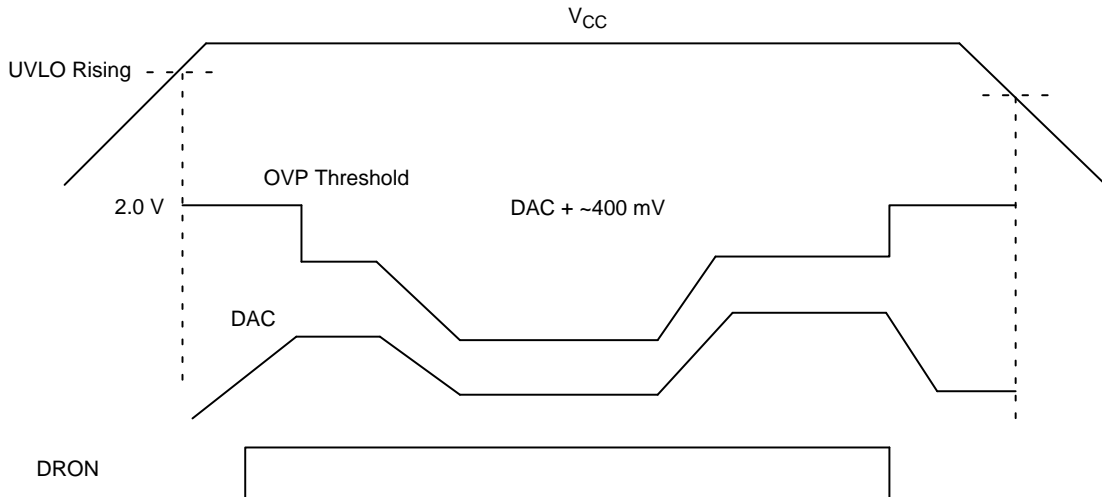 VCC
UVLO Rising
OVP Threshold
2.0 V
DAC + ~400 mV
DAC
DRON